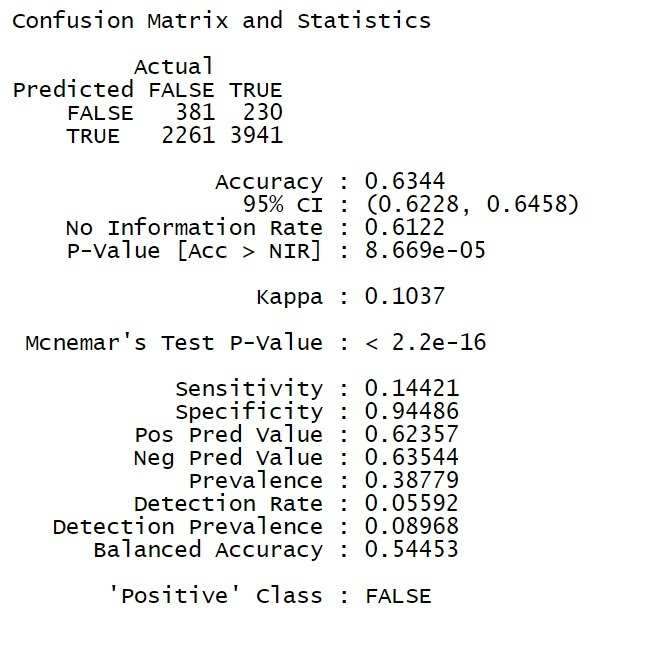 Confusion Matrix and Statistics
Actual
Predicted FALSE TRUE
FALSE 381 230
TRUE 2261 3941
Accuracy : 0.6344
95% CI : (0.6228, 0.6458)
No Information Rate : 0.6122
P-Value [Acc > NIR] : 8.669e-05
Kappa : 0.1037
Mcnemar's Test P-Value : < 2.2e-16
Sensitivity : 0.14421
Specificity : 0.94486
Pos Pred Value : 0.62357
Neg Pred Value : 0.63544
Prevalence : 0.38779
Detection Rate : 0.05592
Detection Prevalence : 0.08968
Balanced Accuracy : 0.54453
'Positive' Class : FALSE